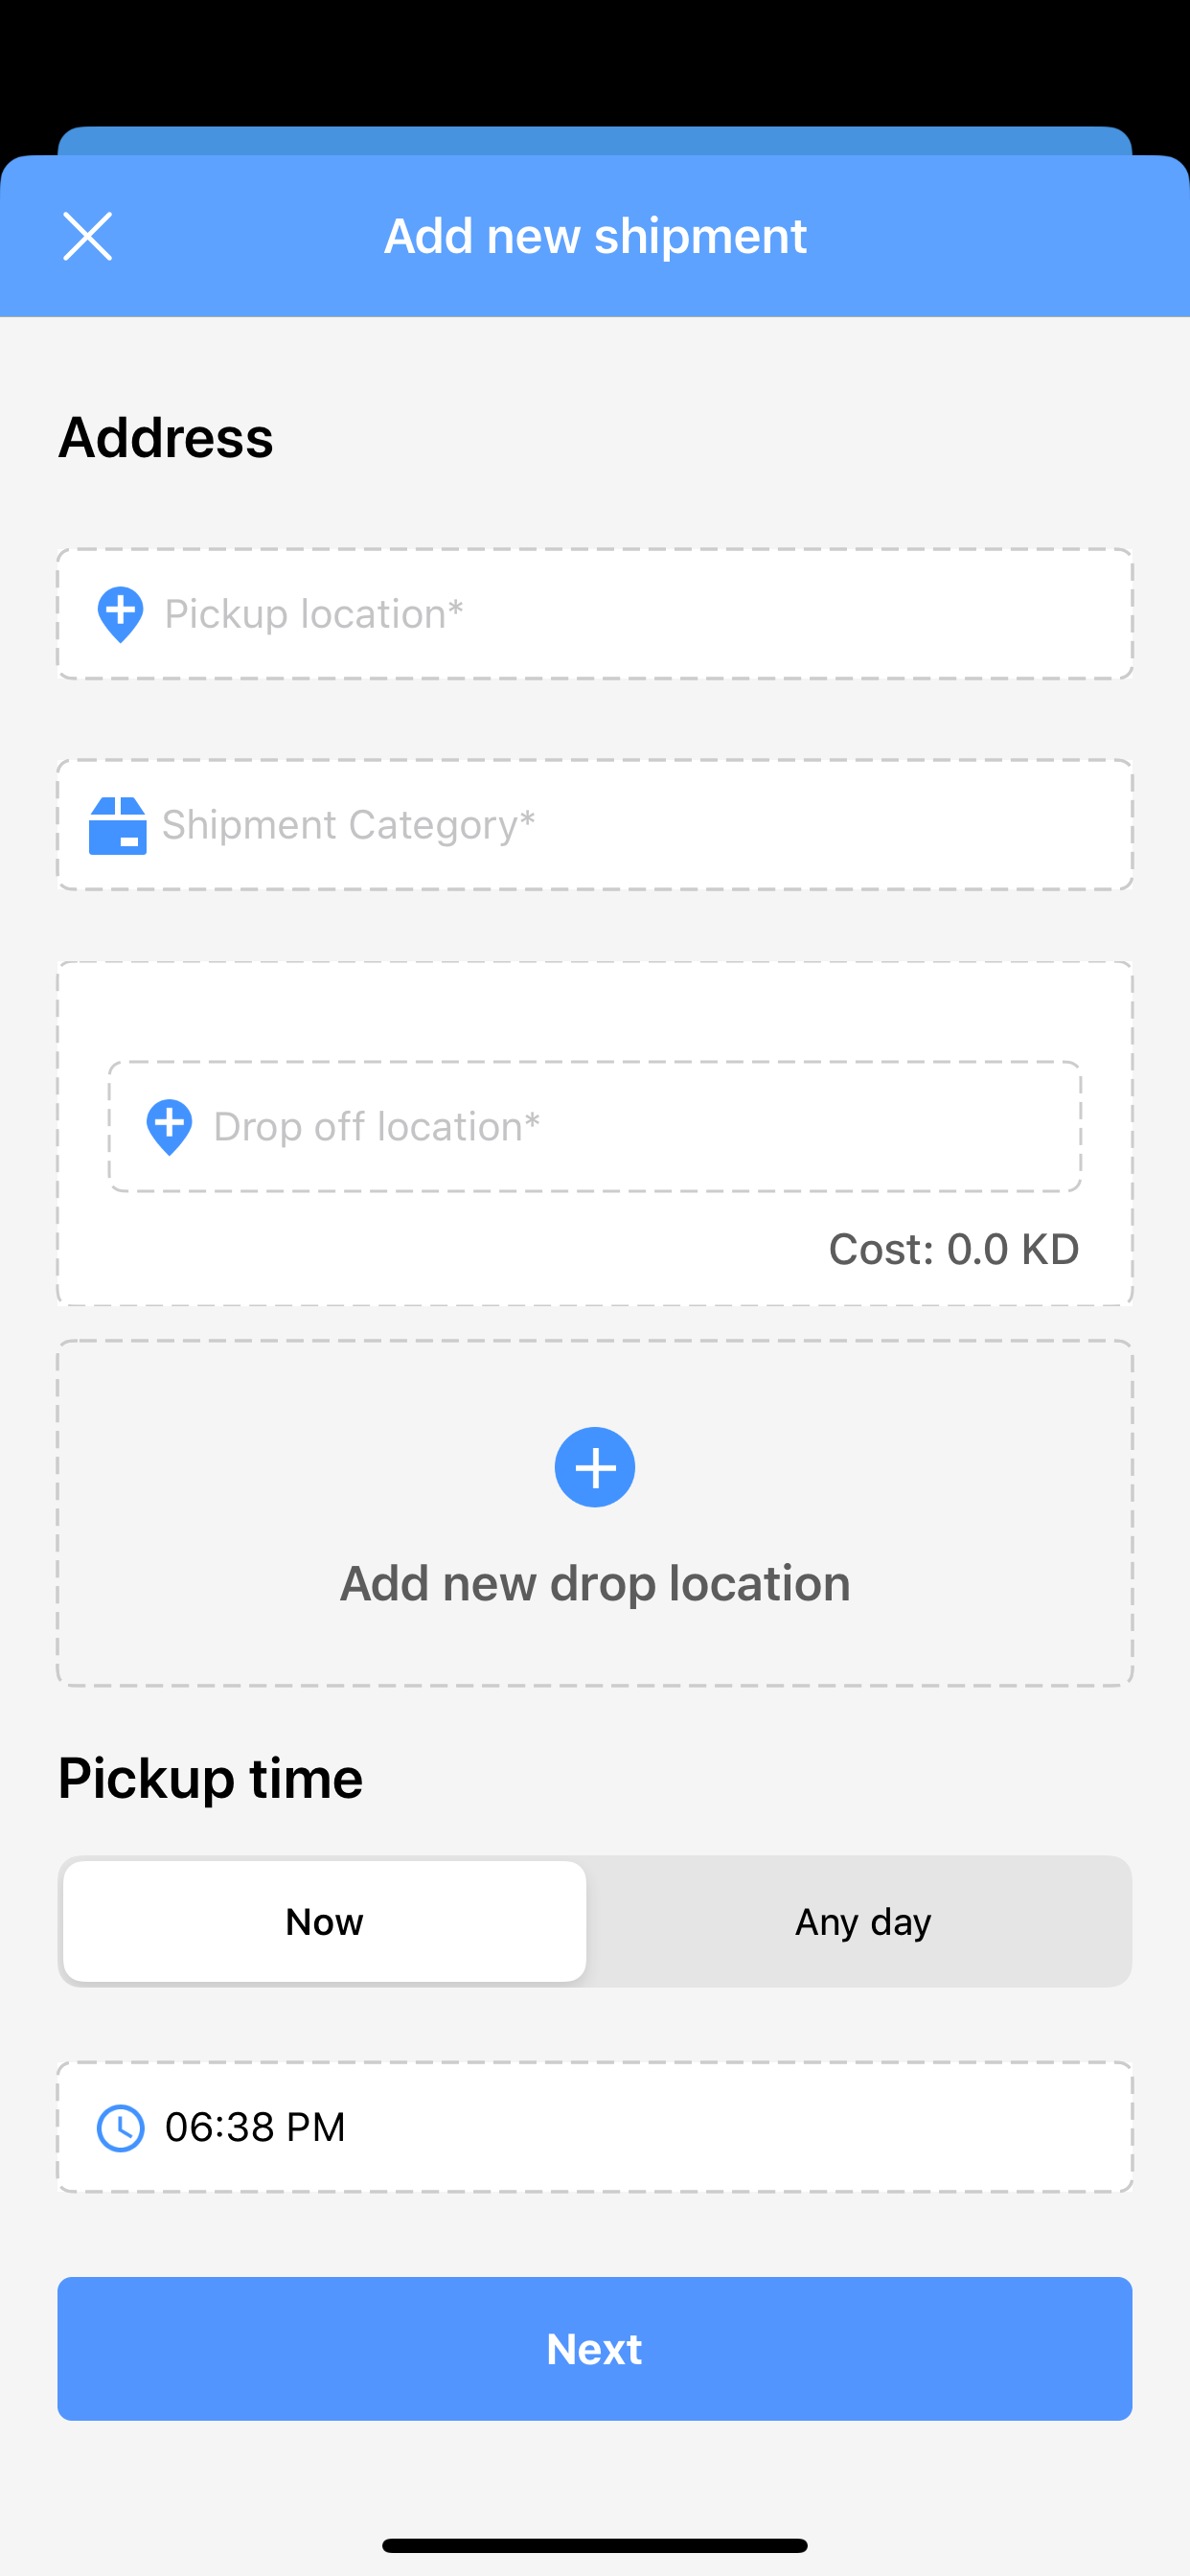 Add new shipment
Address
Pickup location*
Shipment Category*
Drop off location*
Cost: 0.0 KD
Add new drop location
Pickup time
Now
Any day
06:38 PM
Next